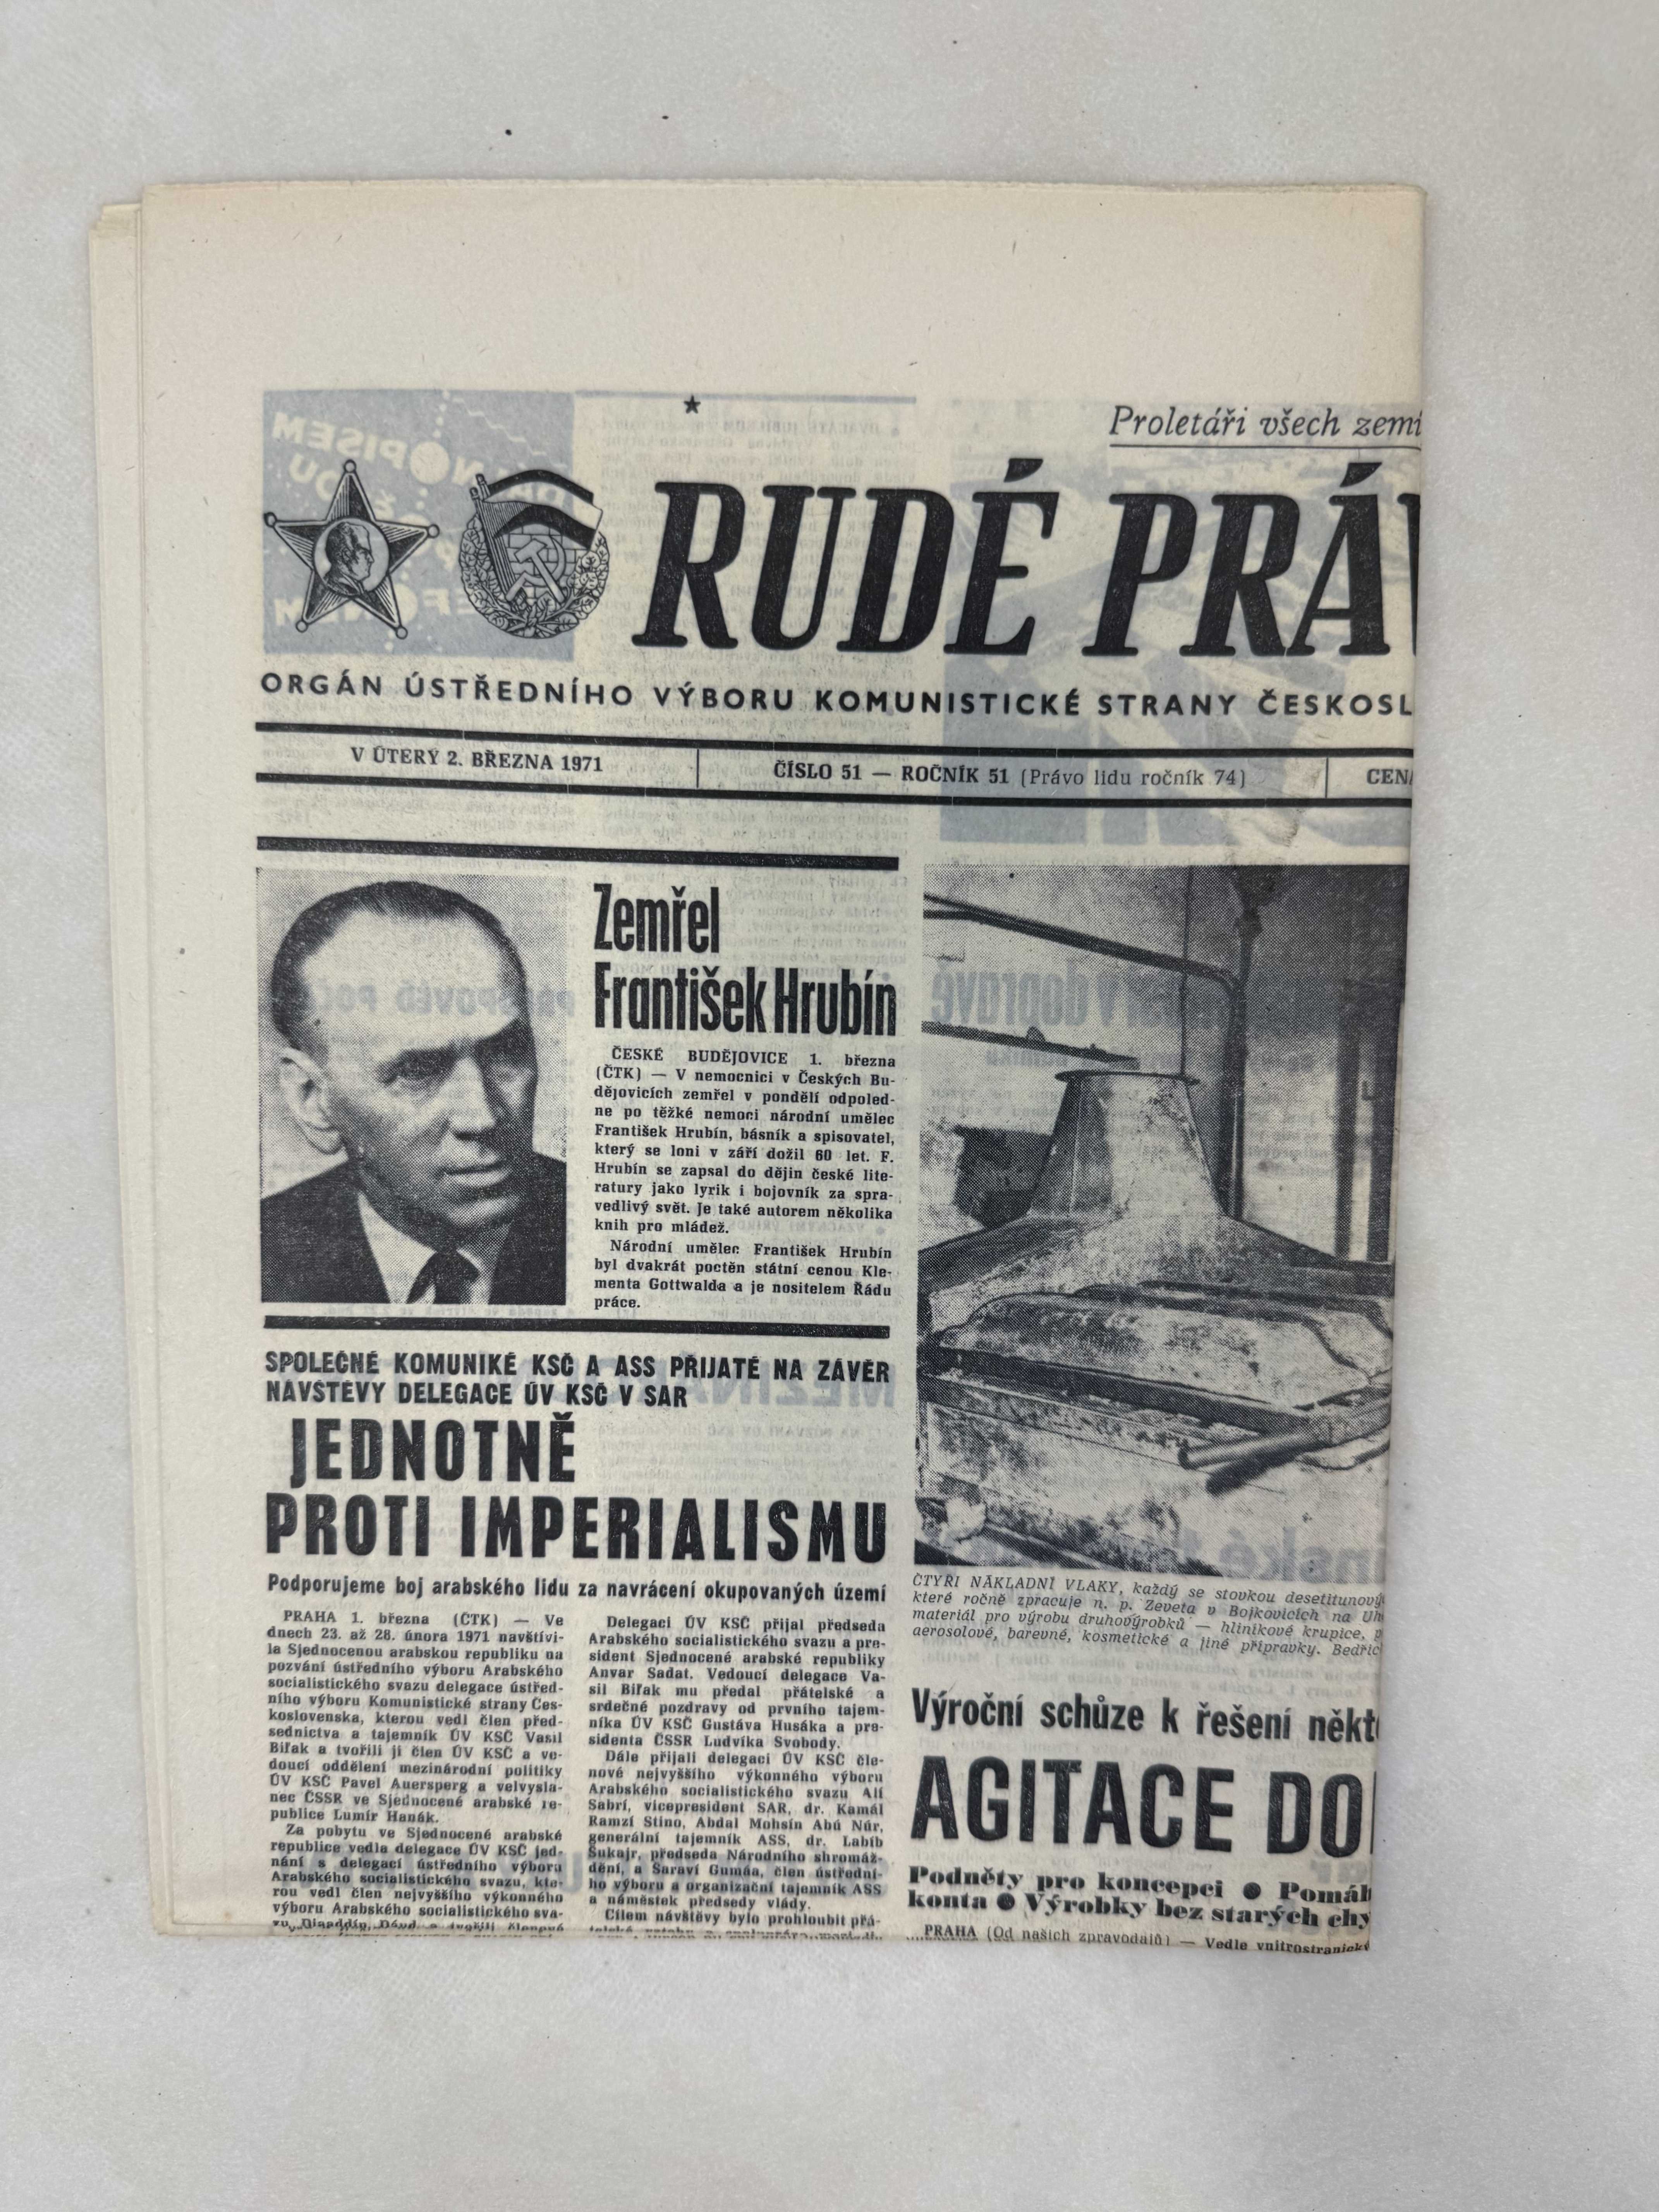 Proletáři všech zemí
RUDÉ PRÁV
ORGÁN ÚSTŘEDNÍHO VÝBORU KOMUNISTICKÉ STRANY ČESKOSL
V ÚTERÝ 2. BŘEZNA 1971
ČÍSLO 51 — ROČNÍK 51 (Právo lidu ročník 74)
CENA
Zemřel
František Hrubín
ČESKÉ BUDĚJOVICE 1. března
(ČTK) — V nemocnici v Českých Bu-
dějovicích zemřel v pondělí odpoled-
ne po těžké nemoci národní umělec
František Hrubín, básník a spisovatel,
který se loni v září dožil 60 let. F.
Hrubín se zapsal do dějin české lite-
ratury jako lyrik i bojovník za spra-
vedlivý svět. Je také autorem několika
knih pro mládež.
Národní umělec František Hrubín
byl dvakrát poctěn státní cenou Kle-
menta Gottwalda a je nositelem Řádu
práce.
SPOLEČNÉ KOMUNIKÉ KSČ A ASS PŘIJATÉ NA ZÁVĚR
NÁVŠTĚVY DELEGACE ÚV KSČ V SAR
JEDNOTNĚ
PROTI IMPERIALISMU
Podporujeme boj arabského lidu za navrácení okupovaných území
PRAHA 1. března (ČTK) — Ve
dnech 23. až 28. února 1971 navštívi-
la Sjednocenou arabskou republiku na
pozvání ústředního výboru Arabského
socialistického svazu delegace ústřed-
ního výboru Komunistické strany Čes-
koslovenska, kterou vedl člen před-
sednictva a tajemník ÚV KSČ Vasil
Biľak a tvořili ji člen ÚV KSČ a ve-
doucí oddělení mezinárodní politiky
ÚV KSČ Pavel Auersperg a velvysla-
nec ČSSR ve Sjednocené arabské re-
publice Lumír Hanák.
Za pobytu ve Sjednocené arabské
republice vedla delegace ÚV KSČ jed-
nání s delegací ústředního výboru
Arabského socialistického svazu, kte-
rou vedl člen nejvyššího výkonného
výboru Arabského socialistického sva-
Delegaci ÚV KSČ přijal předseda
Arabského socialistického svazu a pre-
sident Sjednocené arabské republiky
Anvar Sadat. Vedoucí delegace Va-
sil Biľak mu předal přátelské a
srdečné pozdravy od prvního tajem-
níka ÚV KSČ Gustáva Husáka a pre-
sidenta ČSSR Ludvíka Svobody.
Dále přijali delegaci ÚV KSČ čle-
nové nejvyššího výkonného výboru
Arabského socialistického svazu Alí
Sabrí, vicepresident SAR, dr. Kamál
Ramzí Stino, Abdal Mohsin Abú Núr,
generální tajemník ASS, dr. Labíb
Šukajr, předseda Národního shromáž-
dění, a Šaraví Gumáa, člen ústřední-
ho výboru a organizační tajemník ASS
a náměstek předsedy vlády.
Cílem návštěvy bylo prohloubit přá-
ČTYŘI NÁKLADNÍ VLAKY, každý se stovkou desetitunový
které ročně zpracuje n. p. Zeveta v Bojkovicích na Uh
materiál pro výrobu druhovýrobků — hliníkové krupice, p
aerosolové, barevné, kosmetické a jiné přípravky. Bedřic
Výroční schůze k řešení někt
AGITACE DO
Podněty pro koncepci ● Pomáh
konta ● Výrobky bez starých chy
PRAHA (Od našich zpravodajů) — Vedle vnitrostranick